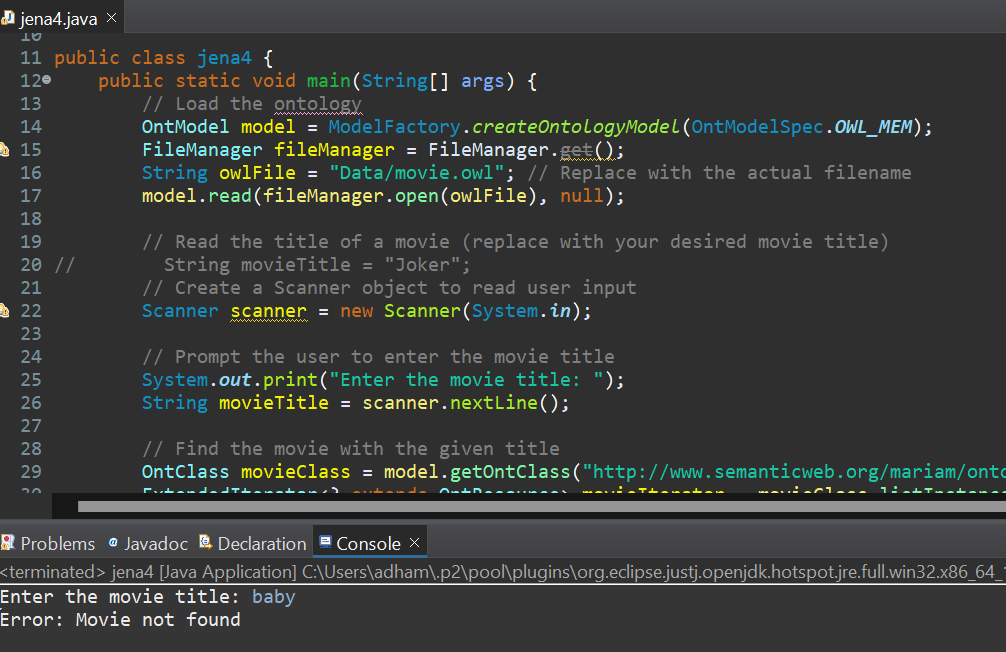 jena4.java
10
11 public class jena4 {
12 public static void main(String[] args) {
13 // Load the ontology
14 OntModel model = ModelFactory.createOntologyModel(OntModelSpec.OWL_MEM);
15 FileManager fileManager = FileManager.get();
16 String owlFile = "Data/movie.owl"; // Replace with the actual filename
17 model.read(fileManager.open(owlFile), null);
18
19 // Read the title of a movie (replace with your desired movie title)
20 // String movieTitle = "Joker";
21 // Create a Scanner object to read user input
22 Scanner scanner = new Scanner(System.in);
23
24 // Prompt the user to enter the movie title
25 System.out.print("Enter the movie title: ");
26 String movieTitle = scanner.nextLine();
27
28 // Find the movie with the given title
29 OntClass movieClass = model.getOntClass("http://www.semanticweb.org/mariam/onto
30 ExtendedIterator<? extends OntResource> movieIterator = movieClass.listInstance
Problems Javadoc Declaration Console
<terminated> jena4 [Java Application] C:\Users\adham\.p2\pool\plugins\org.eclipse.justj.openjdk.hotspot.jre.full.win32.x86_64_
Enter the movie title: baby
Error: Movie not found